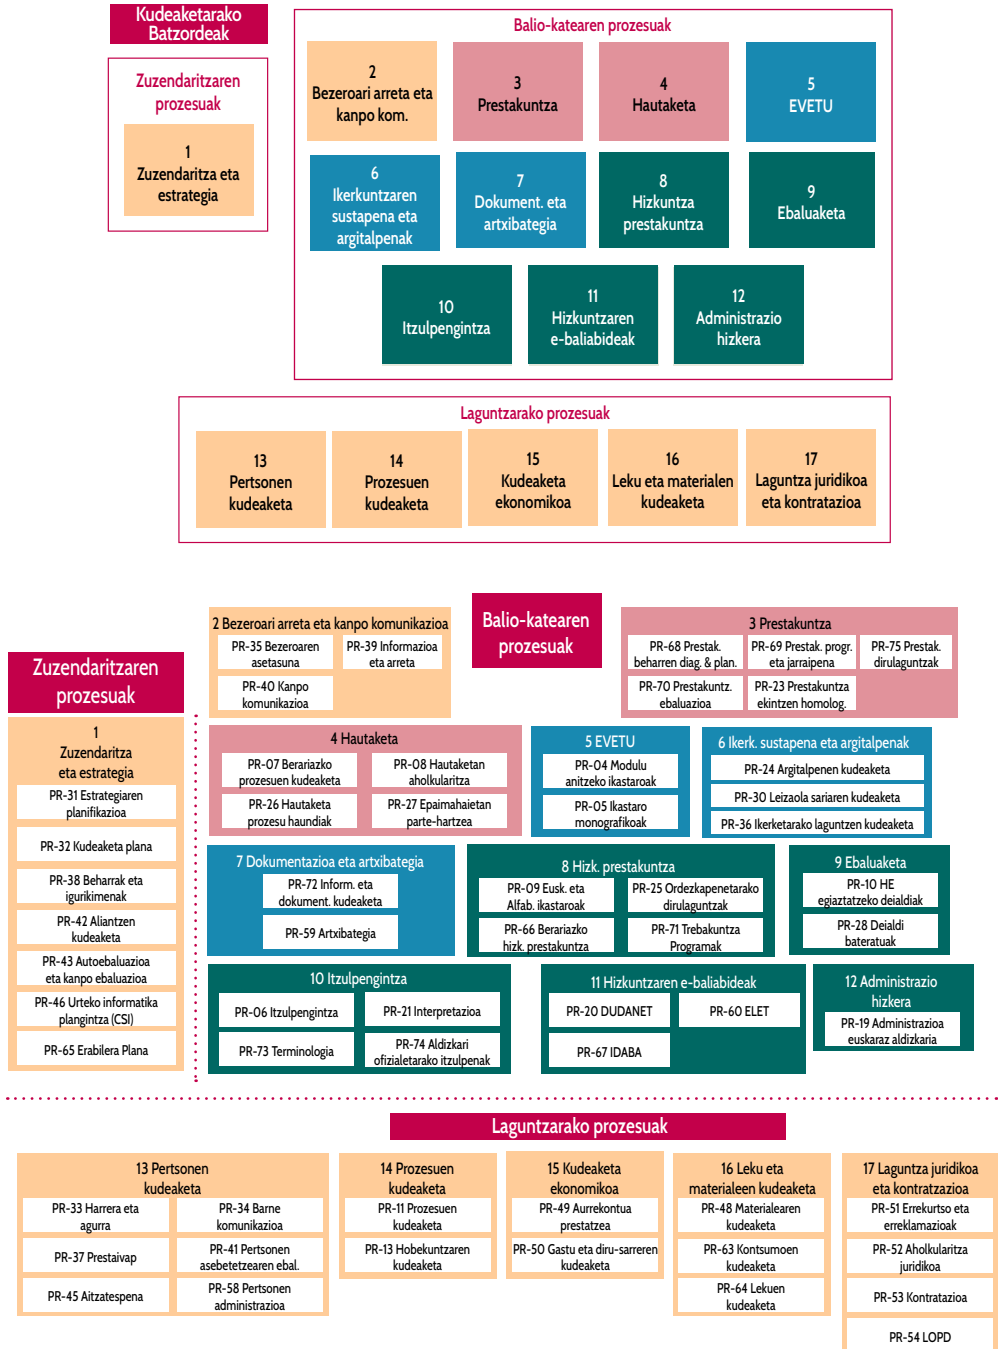 Kudeaketarako
Batzordeak
Zuzendaritzaren
prozesuak
1
Zuzendaritza eta
estrategia
Balio-katearen prozesuak
2
Bezeroari arreta eta
kanpo kom.
3
Prestakuntza
4
Hautaketa
5
EVETU
6
Ikerkuntzaren
sustapena eta
argitalpenak
7
Dokument. eta
artxibategia
8
Hizkuntza
prestakuntza
9
Ebaluaketa
10
Itzulpengintza
11
Hizkuntzaren
e-baliabideak
12
Administrazio
hizkera
Laguntzarako prozesuak
13
Pertsonen
kudeaketa
14
Prozesuen
kudeaketa
15
Kudeaketa
ekonomikoa
16
Leku eta materialen
kudeaketa
17
Laguntza juridikoa
eta kontratazioa
Zuzendaritzaren
prozesuak
1
Zuzendaritza
eta estrategia
PR-31 Estrategiaren
planifikazioa
PR-32 Kudeaketa plana
PR-38 Beharrak eta
igurikimenak
PR-42 Aliantzen
kudeaketa
PR-43 Autoebaluazioa
eta kanpo ebaluazioa
PR-46 Urteko informatika
plangintza (CSI)
PR-65 Erabilera Plana
Balio-katearen
prozesuak
2 Bezeroari arreta eta kanpo komunikazioa
PR-35 Bezeroaren
asetasuna
PR-39 Informazioa
eta arreta
PR-40 Kanpo
komunikazioa
3 Prestakuntza
PR-68 Prestak.
beharren diag. & plan.
PR-69 Prestak. progr.
eta jarraipena
PR-75 Prestak.
dirulaguntzak
PR-70 Prestakuntz.
ebaluazioa
PR-23 Prestakuntza
ekintzen homolog.
4 Hautaketa
PR-07 Berariazko
prozesuen kudeaketa
PR-08 Hautaketan
aholkularitza
PR-26 Hautaketa
prozesu haundiak
PR-27 Epaimahaietan
parte-hartzea
5 EVETU
PR-04 Modulu
anitzeko ikastaroak
PR-05 Ikastaro
monografikoak
6 Ikerk. sustapena eta argitalpenak
PR-24 Argitalpenen kudeaketa
PR-30 Leizaola sariaren kudeaketa
PR-36 Ikerketarako laguntzen kudeaketa
7 Dokumentazioa eta artxibategia
PR-72 Inform. eta
dokument. kudeaketa
PR-59 Artxibategia
8 Hizk. prestakuntza
PR-09 Eusk. eta
Alfab. ikastaroak
PR-25 Ordezkapenetarako
dirulaguntzak
PR-66 Berariazko
hizk. prestakuntza
PR-71 Trebakuntza
Programak
9 Ebaluaketa
PR-10 HE
egiaztatzeko deialdiak
PR-28 Deialdi
bateratuak
10 Itzulpengintza
PR-06 Itzulpengintza
PR-21 Interpretazioa
PR-73 Terminologia
PR-74 Aldizkari
ofizialetarako itzulpenak
11 Hizkuntzaren e-baliabideak
PR-20 DUDANET
PR-60 ELET
PR-67 IDABA
12 Administrazio
hizkera
PR-19 Administrazioa
euskaraz aldizkaria
Laguntzarako prozesuak
13 Pertsonen
kudeaketa
PR-33 Harrera eta
agurra
PR-34 Barne
komunikazioa
PR-37 Prestaivap
PR-41 Pertsonen
asebetetzearen ebal.
PR-45 Aitzatespena
PR-58 Pertsonen
administrazioa
14 Prozesuen
kudeaketa
PR-11 Prozesuen
kudeaketa
PR-13 Hobekuntzaren
kudeaketa
15 Kudeaketa
ekonomikoa
PR-49 Aurrekontua
prestatzea
PR-50 Gastu eta diru-sarreren
kudeaketa
16 Leku eta
materialeen kudeaketa
PR-48 Materialearen
kudeaketa
PR-63 Kontsumoen
kudeaketa
PR-64 Lekuen
kudeaketa
17 Laguntza juridikoa
eta kontratzazioa
PR-51 Errekurtso eta
erreklamazioak
PR-52 Aholkularitza
juridikoa
PR-53 Kontratazioa
PR-54 LOPD